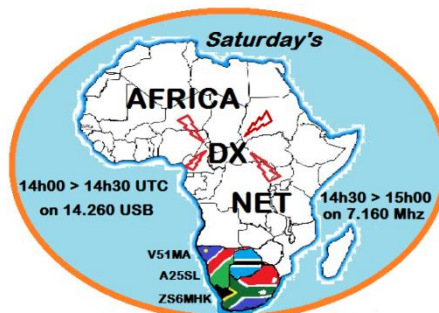 Saturday's
AFRICA
DX
NET
14h00 > 14h30 UTC
on 14.260 USB
14h30 > 15h00
on 7.160 Mhz
V51MA
A25SL
ZS6MHK